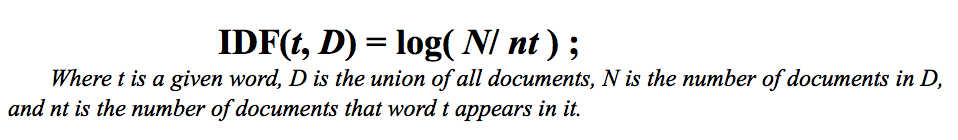 IDF(t, D) = log( N/ nt ) ;
Where t is a given word, D is the union of all documents, N is the number of documents in D,
and nt is the number of documents that word t appears in it.